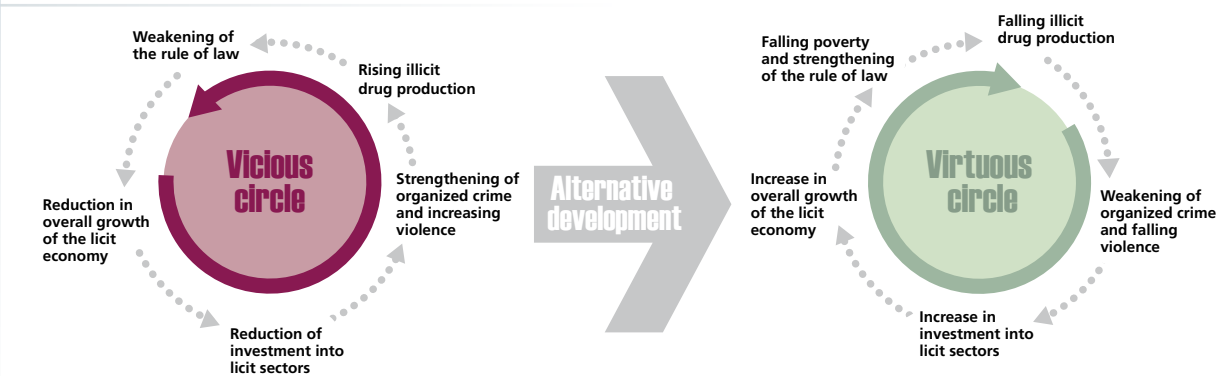 Weakening of
the rule of law
Rising illicit
drug production
Vicious
circle
Strengthening of
organized crime
and increasing
violence
Reduction in
overall growth
of the licit
economy
Reduction of
investment into
licit sectors
Alternative
development
Falling illicit
drug production
Falling poverty
and strengthening
of the rule of law
Virtuous
circle
Increase in
overall growth
of the licit
economy
Weakening of
organized crime
and falling
violence
Increase in
investment into
licit sectors